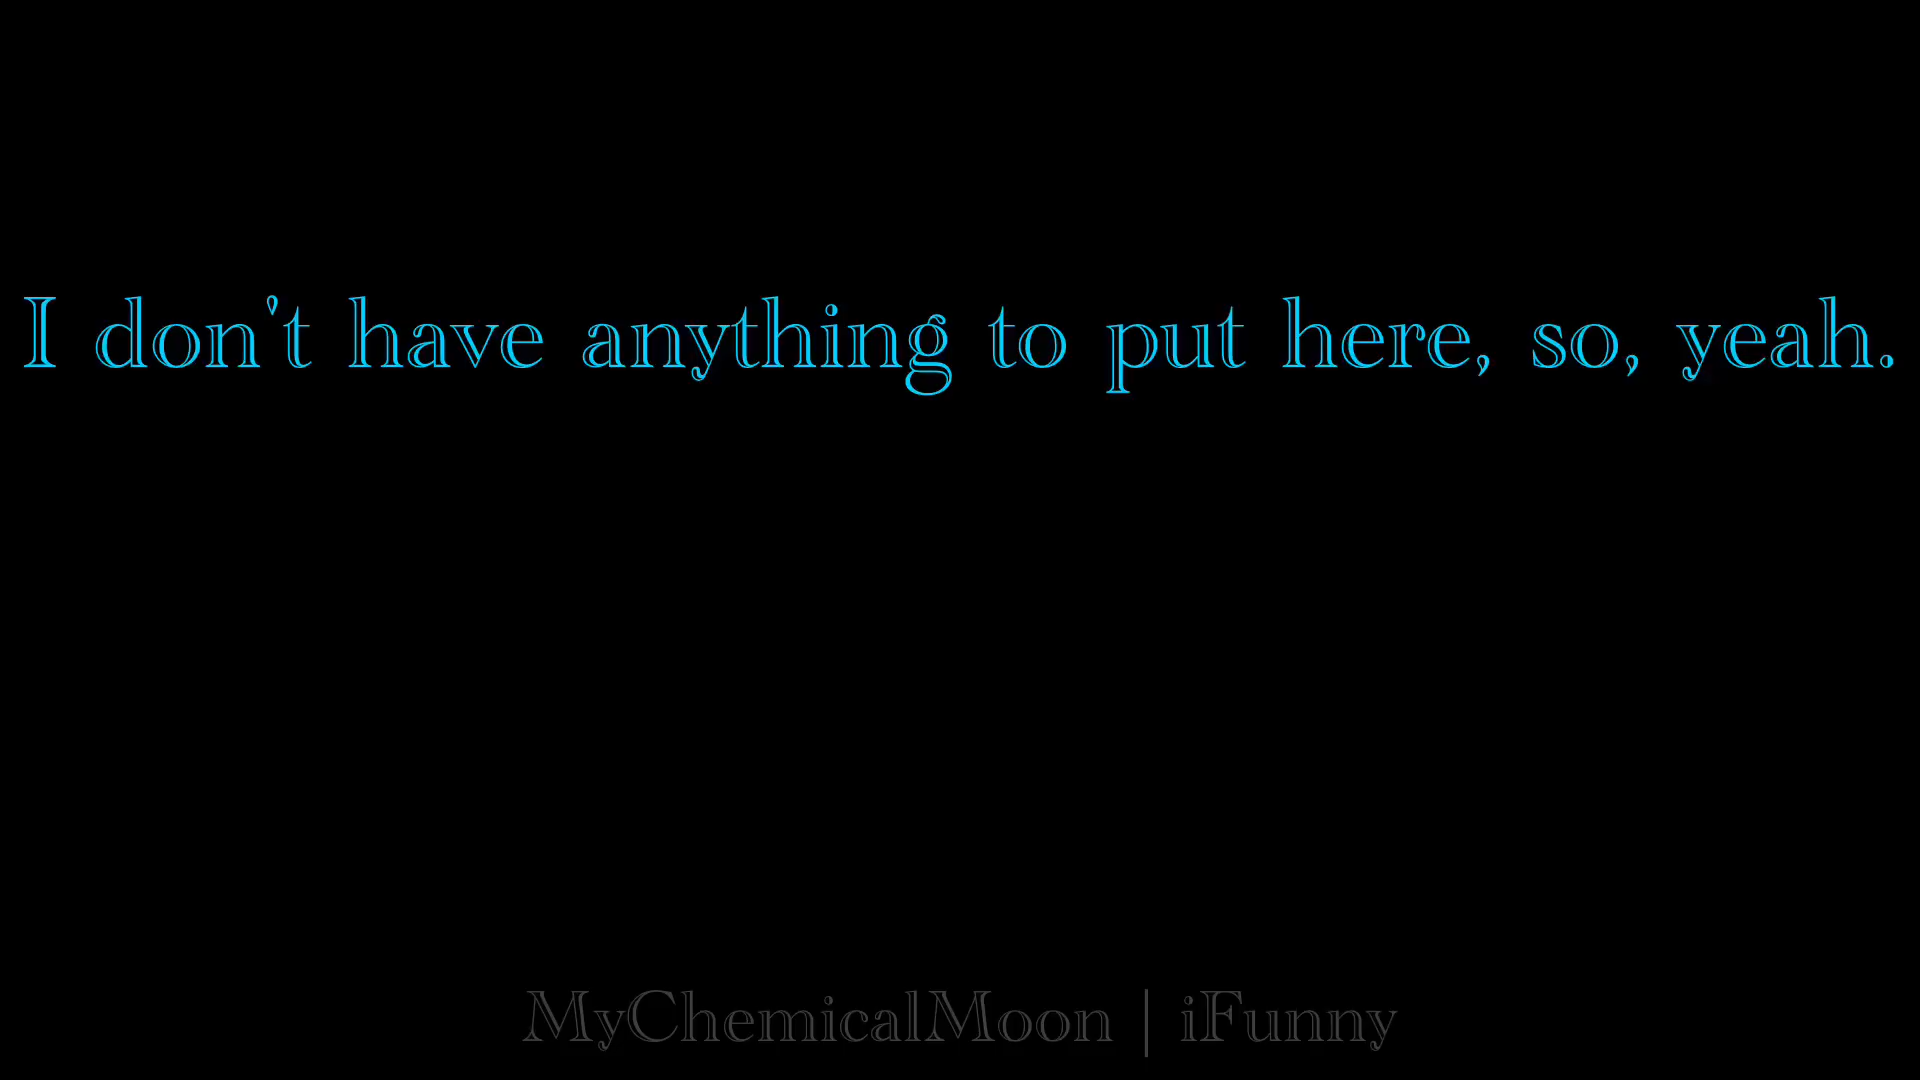 I don't have anything to put here, so, yeah.
MyChemicalMoon | iFunny